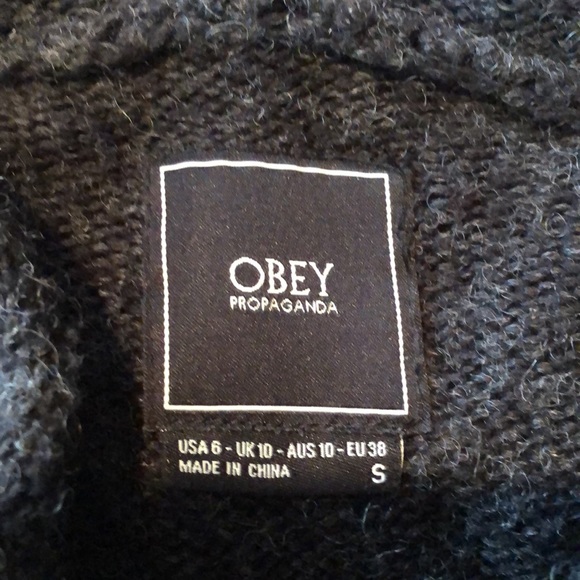 OBEY
PROPAGANDA
USA 6 - UK 10 - AUS 10 - EU 38
MADE IN CHINA
S